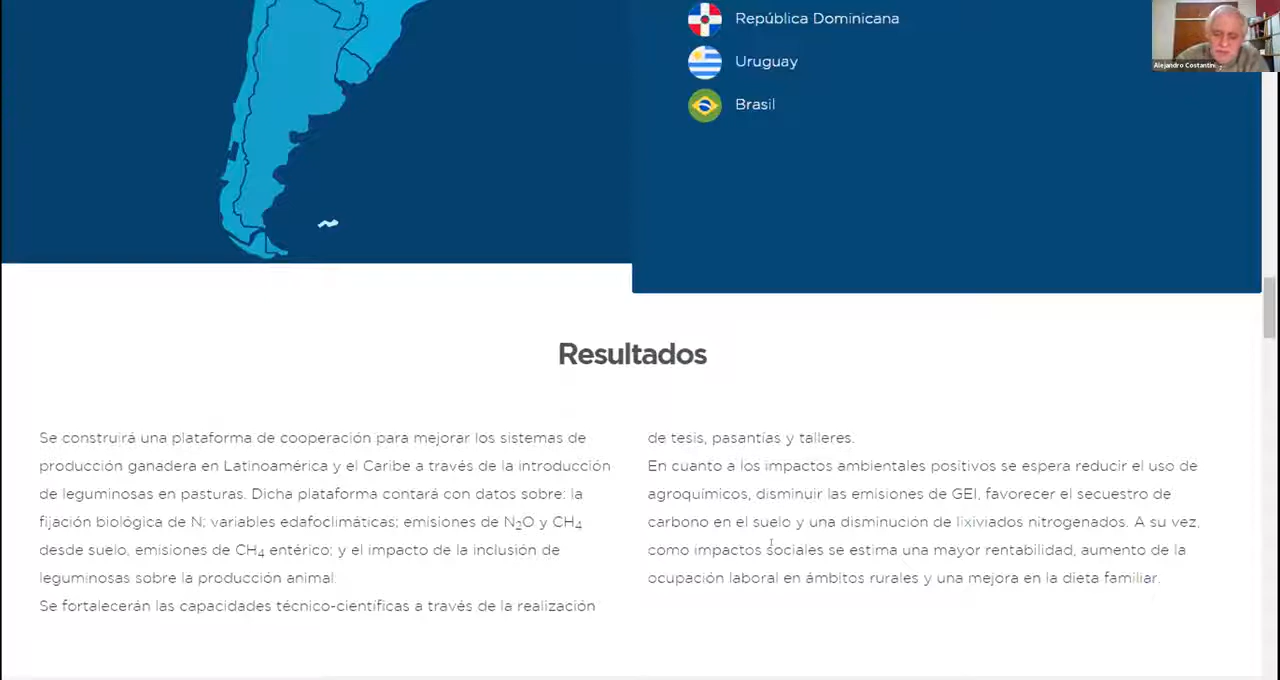 República Dominicana
Uruguay
Brasil
Alejandro Costantini
Resultados
Se construirá una plataforma de cooperación para mejorar los sistemas de
producción ganadera en Latinoamérica y el Caribe a través de la introducción
de leguminosas en pasturas. Dicha plataforma contará con datos sobre: la
fijación biológica de N; variables edafoclimáticas; emisiones de N₂O y CH₄
desde suelo, emisiones de CH₄ entérico; y el impacto de la inclusión de
leguminosas sobre la producción animal.
Se fortalecerán las capacidades técnico-científicas a través de la realización
de tesis, pasantías y talleres.
En cuanto a los impactos ambientales positivos se espera reducir el uso de
agroquímicos, disminuir las emisiones de GEI, favorecer el secuestro de
carbono en el suelo y una disminución de lixiviados nitrogenados. A su vez,
como impactos sociales se estima una mayor rentabilidad, aumento de la
ocupación laboral en ámbitos rurales y una mejora en la dieta familiar.